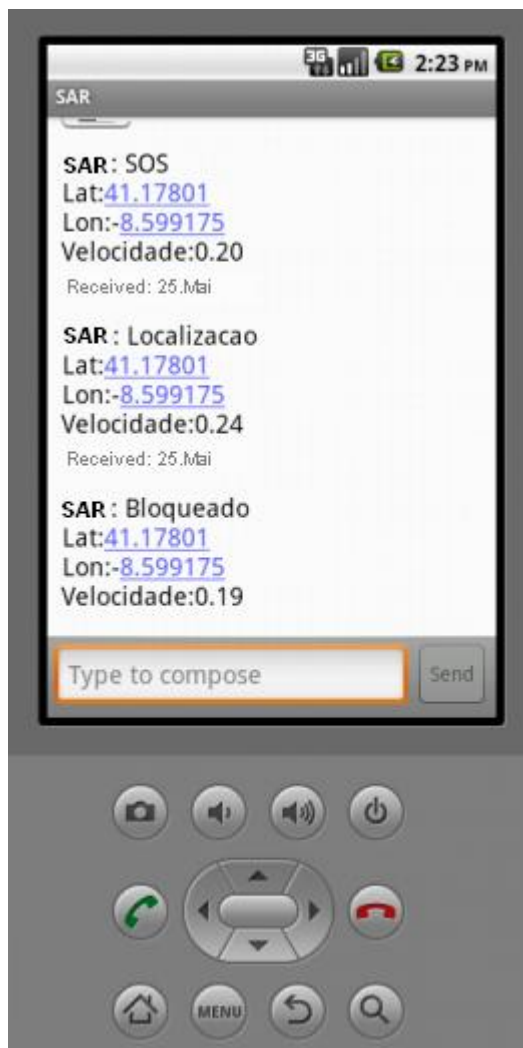 3G
2:23 PM
SAR
SAR: SOS
Lat:41.17801
Lon:-8.599175
Velocidade:0.20
Received: 25.Mai
SAR: Localizacao
Lat:41.17801
Lon:-8.599175
Velocidade:0.24
Received: 25.Mai
SAR: Bloqueado
Lat:41.17801
Lon:-8.599175
Velocidade:0.19
Type to compose
Send
MENU